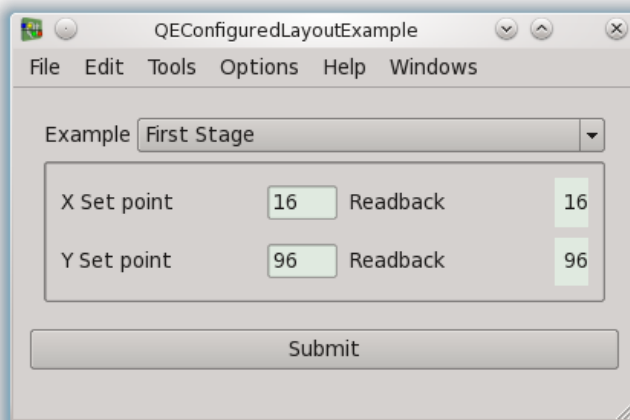 QEConfiguredLayoutExample
File Edit Tools Options Help Windows
Example First Stage
X Set point 16 Readback 16
Y Set point 96 Readback 96
Submit